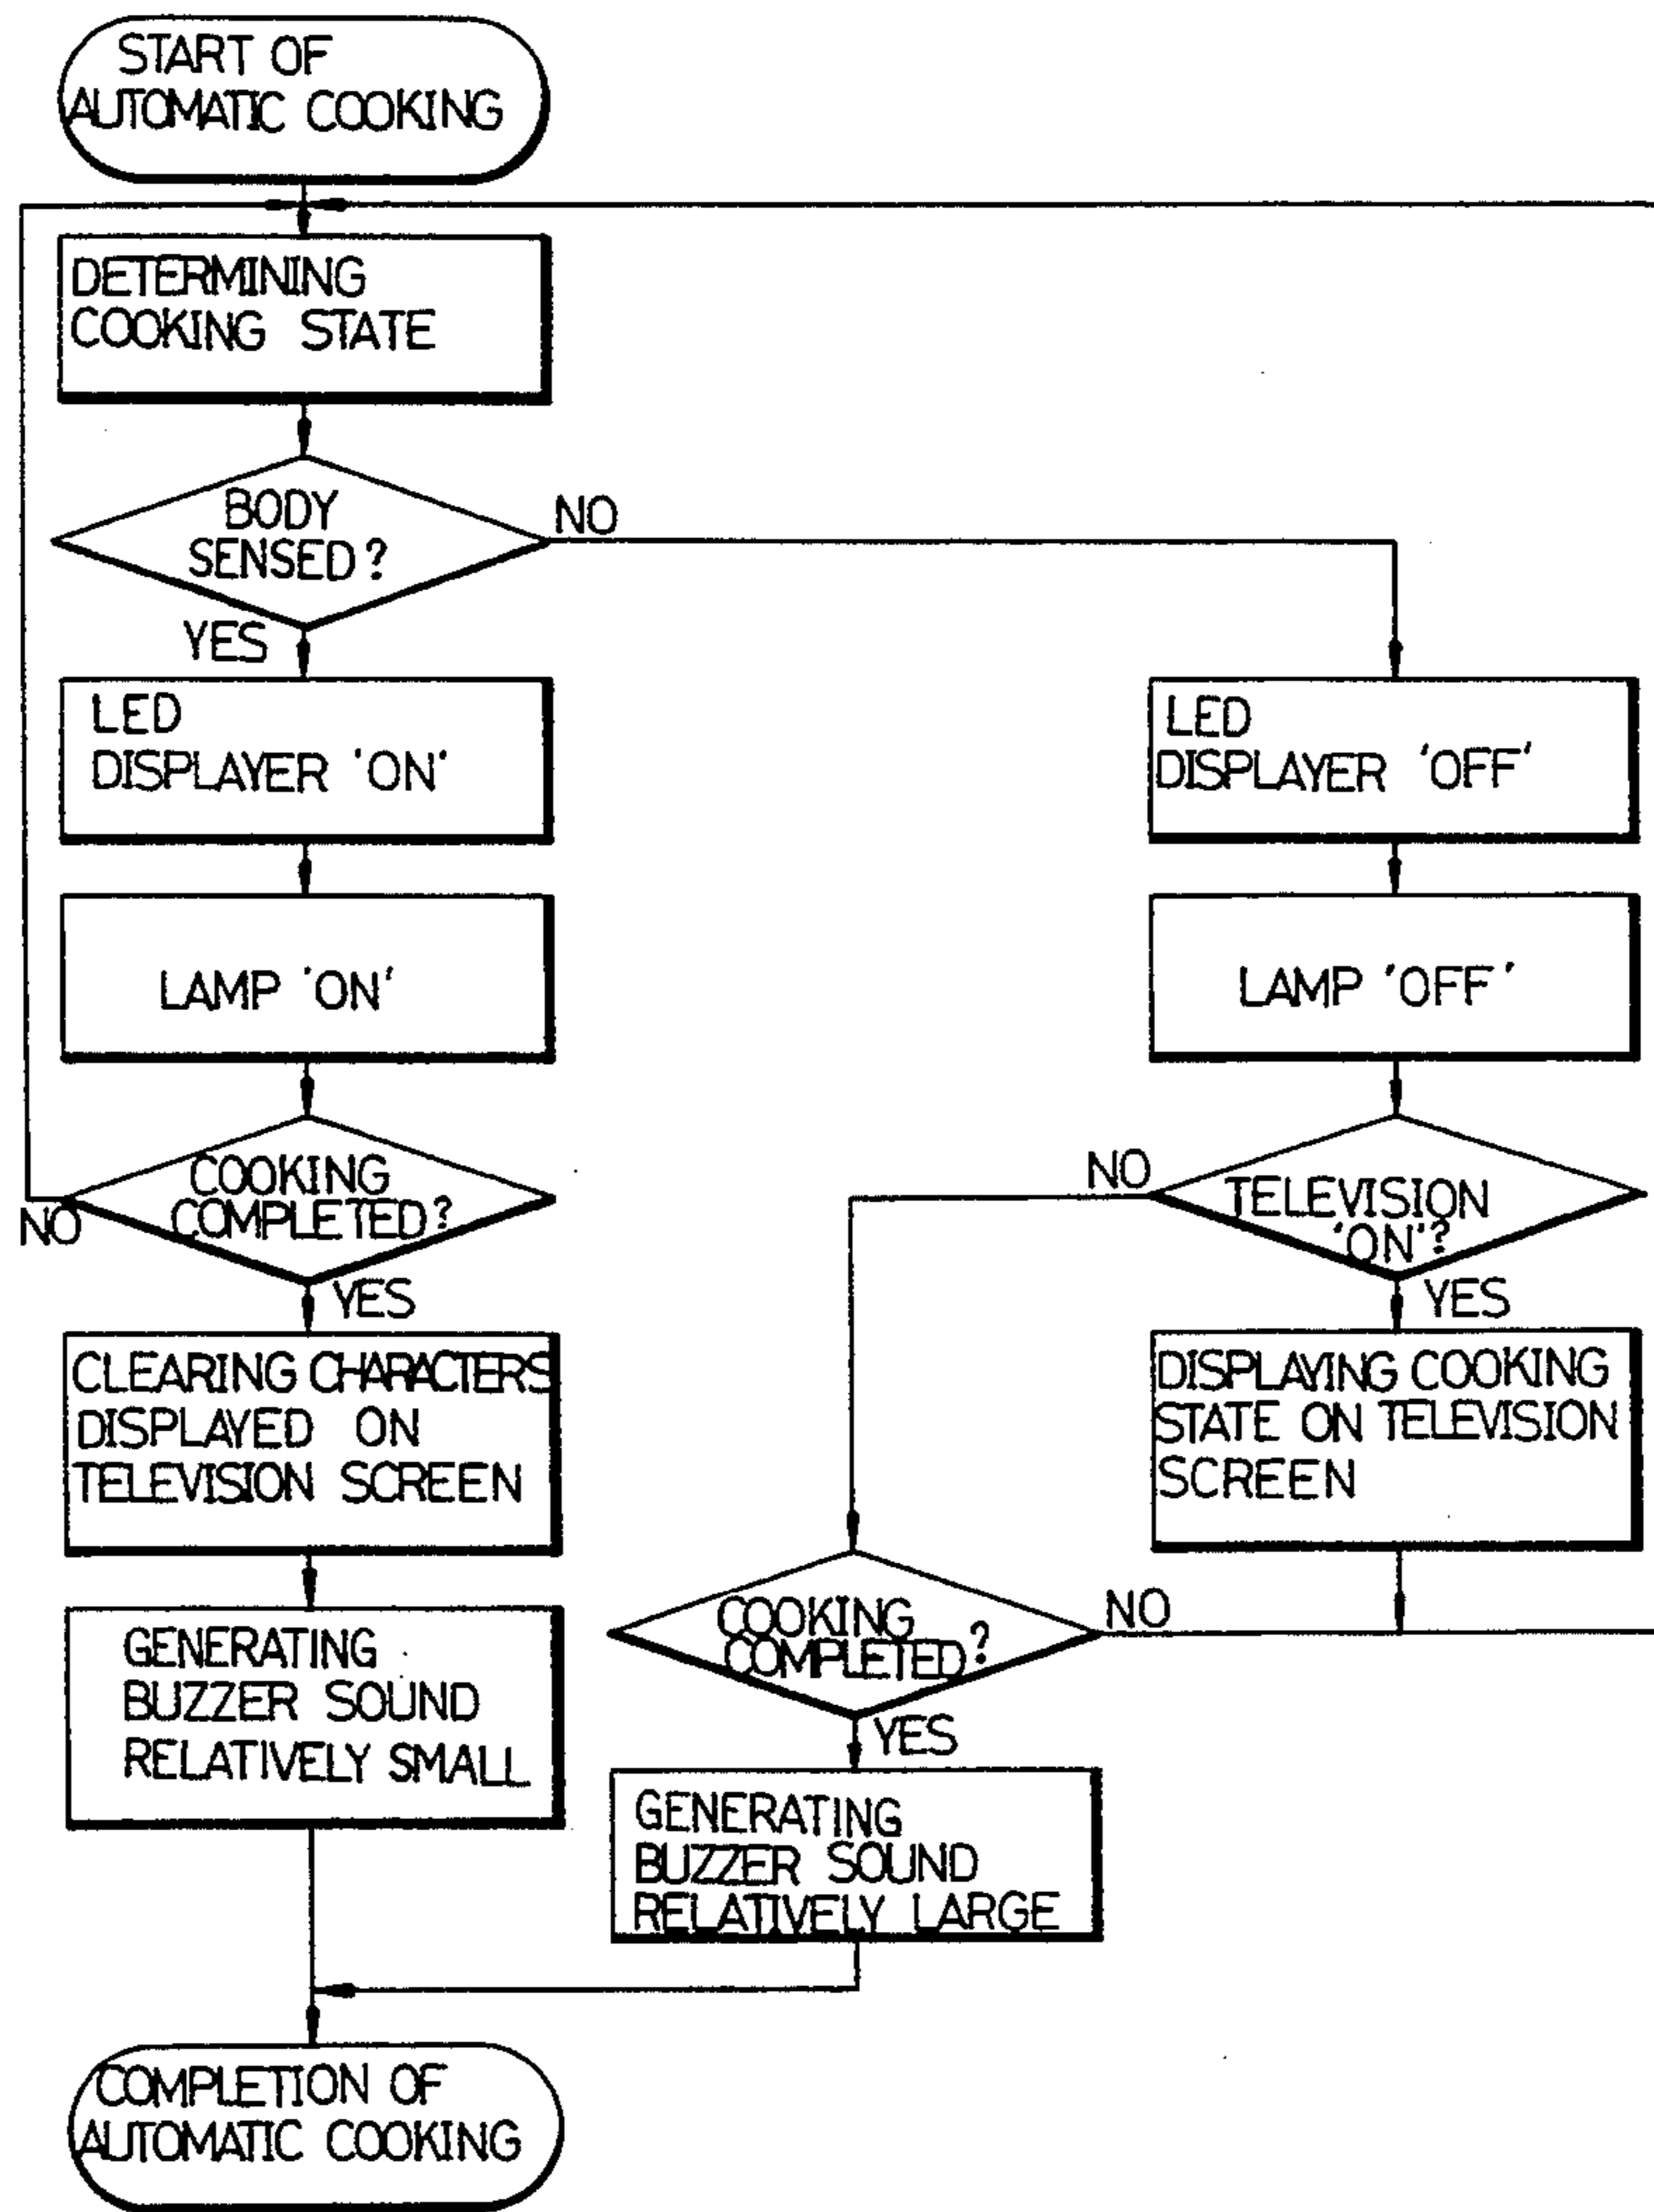 START OF
AUTOMATIC COOKING
DETERMINING
COOKING STATE
BODY
SENSED?
NO
YES
LED
DISPLAYER 'ON'
LED
DISPLAYER 'OFF'
LAMP 'ON'
LAMP 'OFF'
COOKING
COMPLETED?
NO
YES
NO
TELEVISION
'ON'?
YES
CLEARING CHARACTERS
DISPLAYED ON
TELEVISION SCREEN
DISPLAYING COOKING
STATE ON TELEVISION
SCREEN
COOKING
COMPLETED?
NO
YES
GENERATING
BUZZER SOUND
RELATIVELY SMALL
GENERATING
BUZZER SOUND
RELATIVELY LARGE
COMPLETION OF
AUTOMATIC COOKING